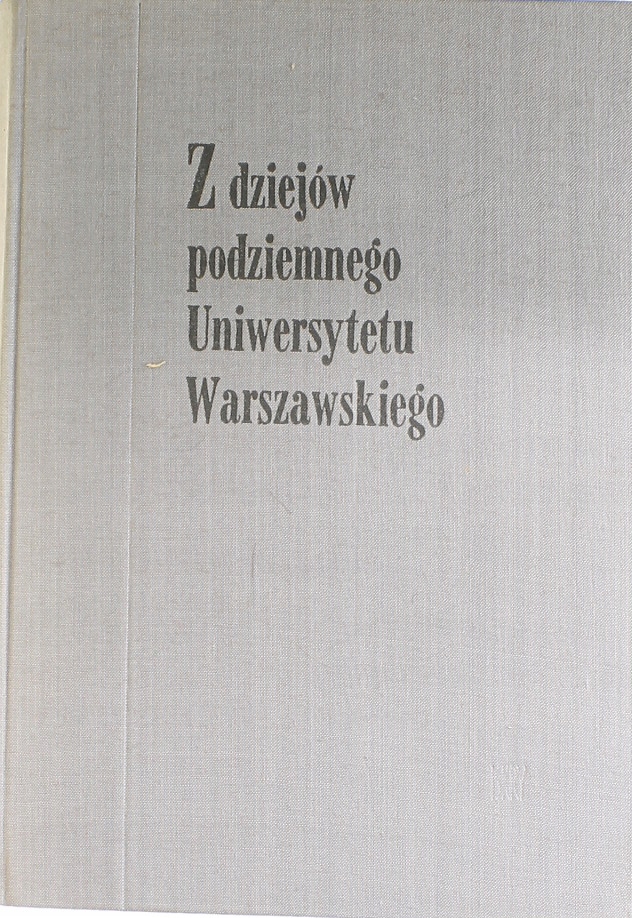 Z dziejów
podziemnego
Uniwersytetu
Warszawskiego